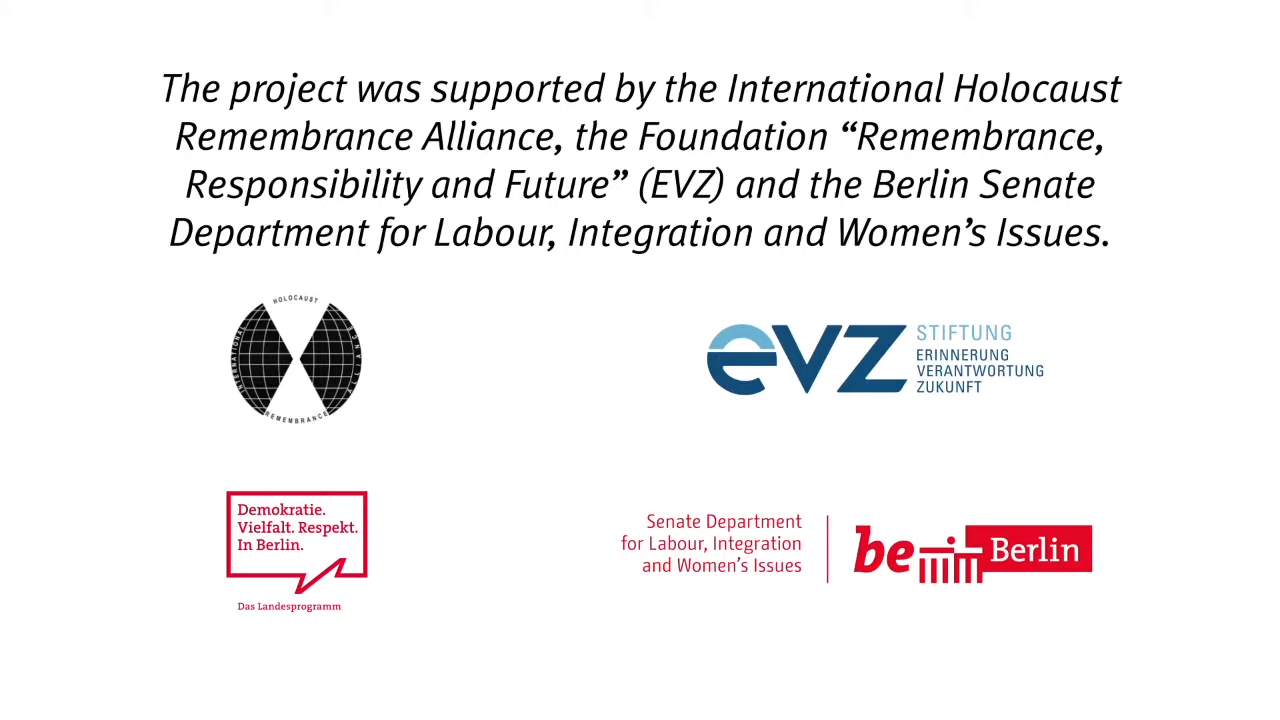 The project was supported by the International Holocaust
Remembrance Alliance, the Foundation “Remembrance,
Responsibility and Future” (EVZ) and the Berlin Senate
Department for Labour, Integration and Women’s Issues.
INTERNATIONAL
HOLOCAUST
REMEMBRANCE
ALLIANCE
evz
STIFTUNG
ERINNERUNG
VERANTWORTUNG
ZUKUNFT
Demokratie.
Vielfalt. Respekt.
In Berlin.
Das Landesprogramm
Senate Department
for Labour, Integration
and Women’s Issues
be Berlin